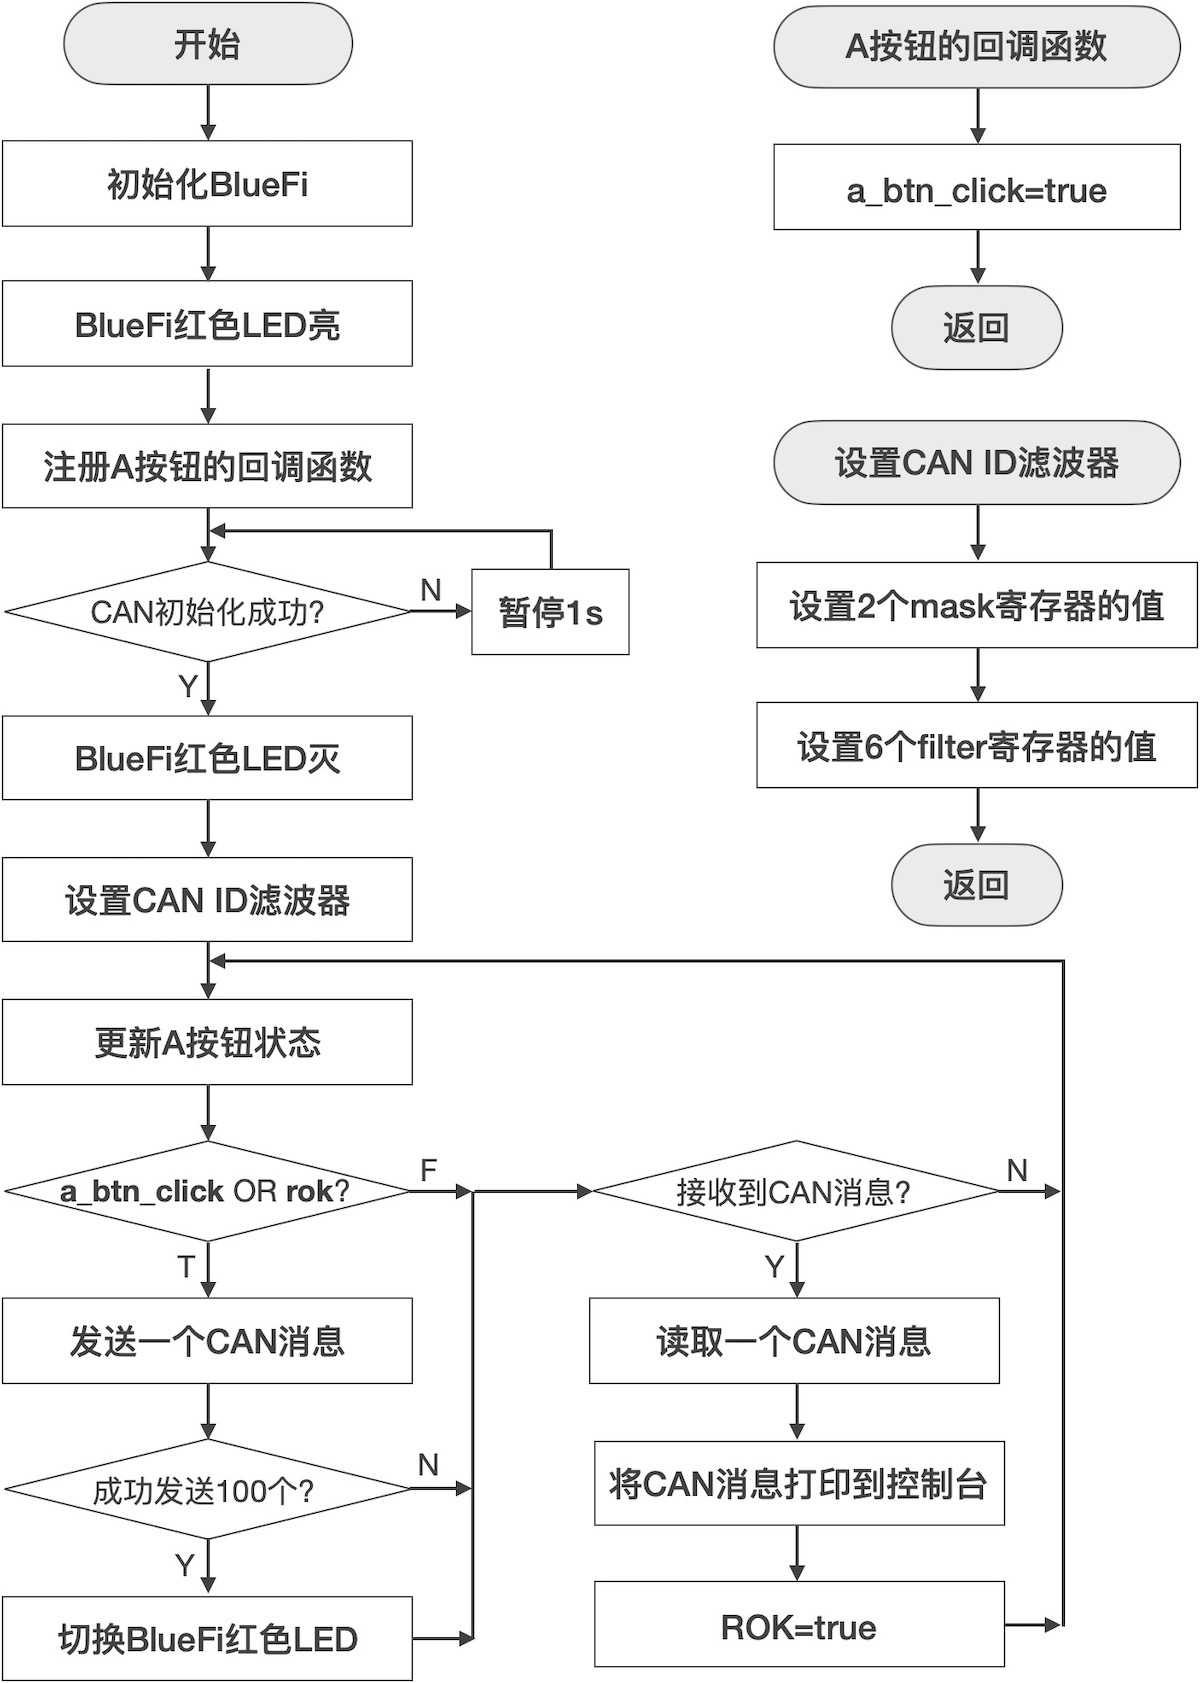 开始
初始化BlueFi
BlueFi红色LED亮
注册A按钮的回调函数
CAN初始化成功?
N
暂停1s
Y
BlueFi红色LED灭
设置CAN ID滤波器
更新A按钮状态
a_btn_click OR rok?
F
T
发送一个CAN消息
成功发送100个?
N
Y
切换BlueFi红色LED
接收到CAN消息?
N
Y
读取一个CAN消息
将CAN消息打印到控制台
ROK=true
A按钮的回调函数
a_btn_click=true
返回
设置CAN ID滤波器
设置2个mask寄存器的值
设置6个filter寄存器的值
返回